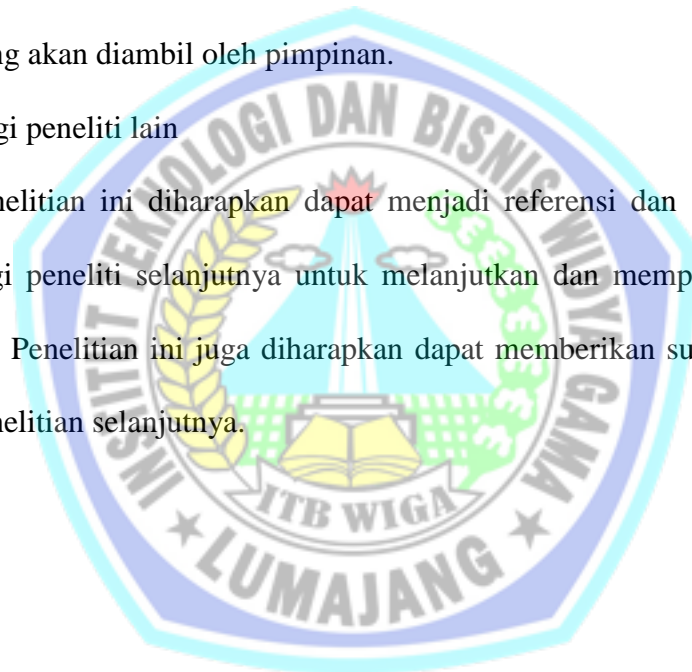 ng akan diambil oleh pimpinan.
gi peneliti lain
nelitian ini diharapkan dapat menjadi referensi dan
gi peneliti selanjutnya untuk melanjutkan dan memp
Penelitian ini juga diharapkan dapat memberikan su
nelitian selanjutnya.
INSTITUT TEKNOLOGI DAN BISNIS WIDYA GAMA
ITB WIGA
LUMAJANG